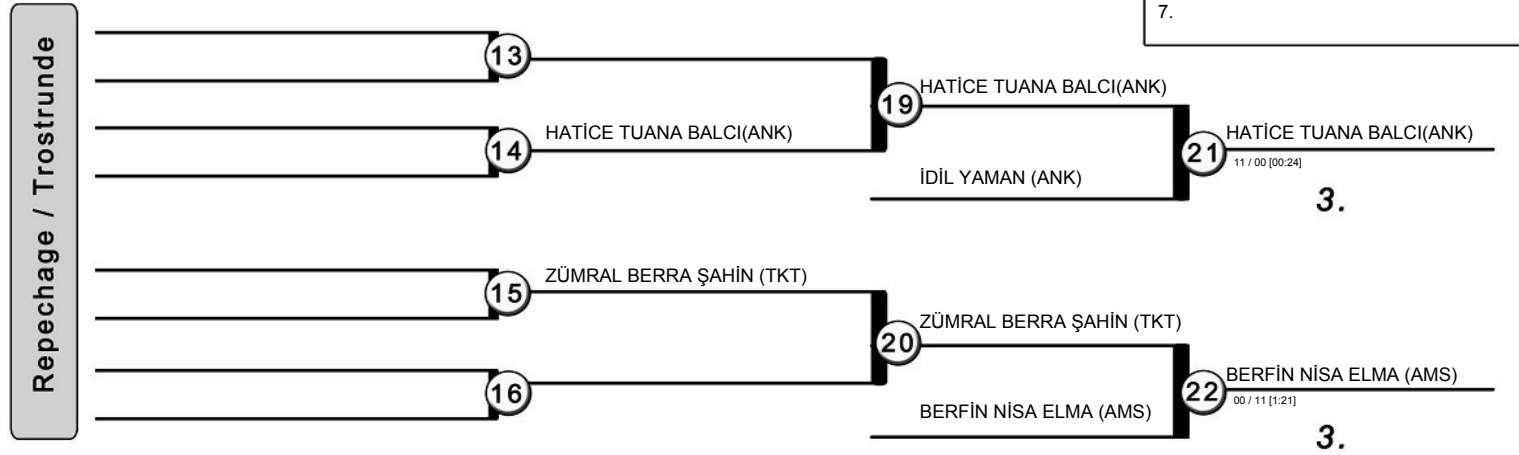 7.
Repechage / Trostrunde
13
19
HATİCE TUANA BALCI(ANK)
14
HATİCE TUANA BALCI(ANK)
21
HATİCE TUANA BALCI(ANK)
11 / 00 [00:24]
İDİL YAMAN (ANK)
3.
15
ZÜMRAL BERRA ŞAHİN (TKT)
20
ZÜMRAL BERRA ŞAHİN (TKT)
16
22
BERFİN NİSA ELMA (AMS)
00 / 11 [1:21]
BERFİN NİSA ELMA (AMS)
3.